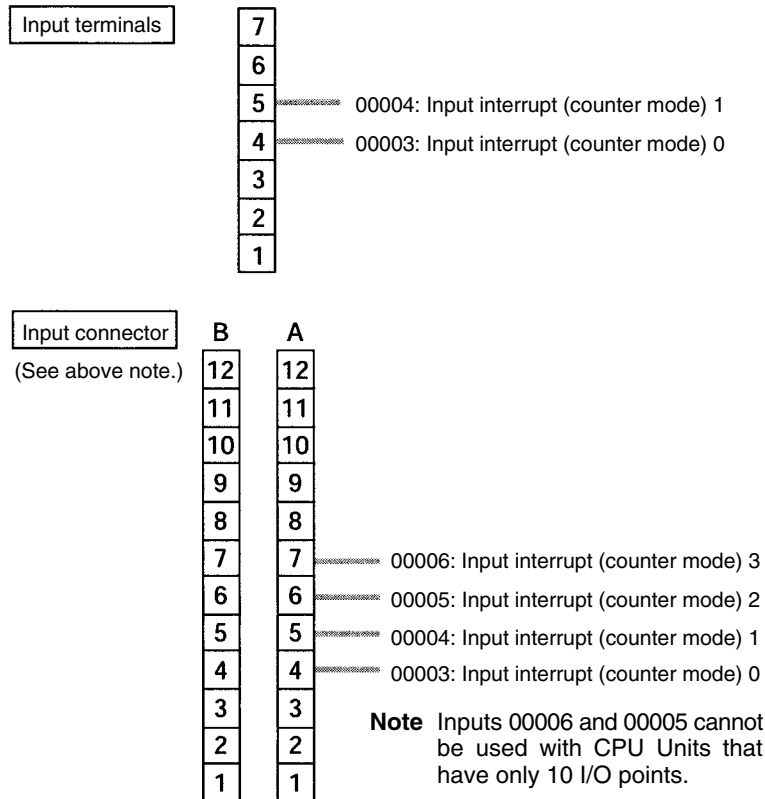 Input terminals
7
6
5 00004: Input interrupt (counter mode) 1
4 00003: Input interrupt (counter mode) 0
3
2
1
Input connector B A
(See above note.) 12 12
11 11
10 10
9 9
8 8
7 7 00006: Input interrupt (counter mode) 3
6 6 00005: Input interrupt (counter mode) 2
5 5 00004: Input interrupt (counter mode) 1
4 4 00003: Input interrupt (counter mode) 0
3 3 Note Inputs 00006 and 00005 cannot
2 2 be used with CPU Units that
1 1 have only 10 I/O points.